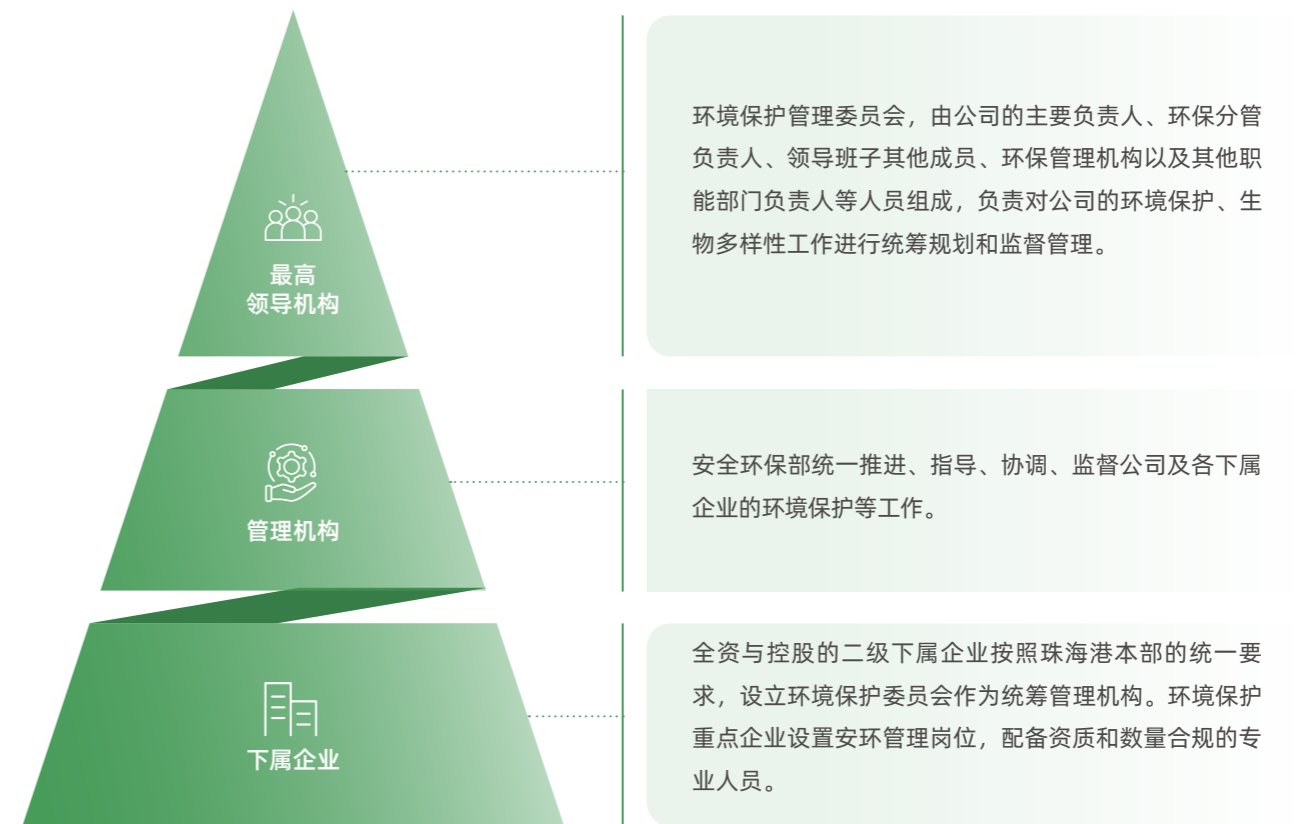 最高
领导机构
环境保护管理委员会，由公司的主要负责人、环保分管
负责人、领导班子其他成员、环保管理机构以及其他职
能部门负责人等人员组成，负责对公司的环境保护、生
物多样性工作进行统筹规划和监督管理。
管理机构
安全环保部统一推进、指导、协调、监督公司及各下属
企业的环境保护等工作。
下属企业
全资与控股的二级下属企业按照珠海港本部的统一要
求，设立环境保护委员会作为统筹管理机构。环境保护
重点企业设置安环管理岗位，配备资质和数量合规的专
业人员。